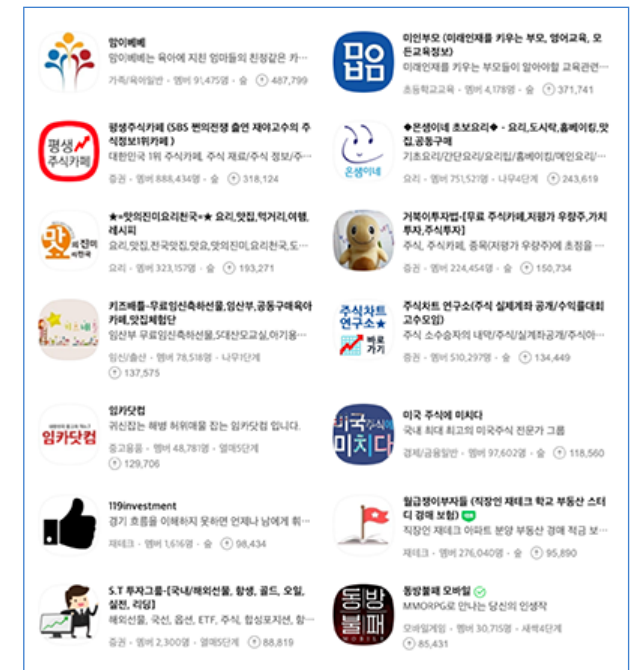 맘이베베
맘이베베는 육아에 지친 엄마들의 친정같은 카…
가족/육아일반 · 멤버 91,475명 · 숲 487,799
맘
믿음
미인부모 (미래인재를 키우는 부모, 영어교육, 모
든교육정보)
미래인재를 키우는 부모들이 알아야할 교육관련…
초등학교교육 · 멤버 4,178명 · 숲 371,741
평생
주식카페
평생주식카페 (SBS 쩐의전쟁 출연 재야고수의 주
식정보1위카페 )
대한민국 1위 주식카페, 주식 재료/주식 정보/주…
증권 · 멤버 888,434명 · 숲 318,124
은샘이네
◆은샘이네 초보요리◆ - 요리,도시락,홈베이킹,맛
집,공동구매
기초요리/간단요리/요리팁/홈베이킹/메인요리/…
요리 · 멤버 751,527명 · 나무4단계 243,619
맛의진미
요리천국
★=맛의진미요리천국=★ 요리,맛집,먹거리,여행,
레시피
요리,맛집,전국맛집,맛요,맛의진미,요리천국,도…
요리 · 멤버 323,157명 · 숲 193,271
거북이투자법-[무료 주식카페,저평가 우량주,가치
투자,주식투자]
주식, 주식카페, 종목(저평가 우량주)에 초점을 …
증권 · 멤버 224,454명 · 숲 150,734
키즈배틀-무료임신축하선물,임산부,공동구매육아
카페,맛집체험단
임산부 무료임신축하선물,5대산모교실,아기용…
임신/출산 · 멤버 78,518명 · 나무1단계
137,575
주식차트
연구소★
바로
가기
주식차트 연구소(주식 실제계좌 공개/수익률대회
고수모임)
주식 소수승자의 내막/주식/실계좌공개/주식아…
증권 · 멤버 510,297명 · 숲 134,449
임카닷컴
임카닷컴
귀신잡는 해병 허위매물 잡는 임카닷컴 입니다.
중고용품 · 멤버 48,781명 · 열매5단계
129,706
미국주식에
미치다
미국 주식에 미치다
국내 최대 최고의 미국주식 전문가 그룹
경제/금융일반 · 멤버 97,602명 · 숲 118,560
119investment
경기 흐름을 이해하지 못하면 언제나 남에게 휘…
재테크 · 멤버 1,616명 · 숲 98,434
월급쟁이부자들 (직장인 재테크 학교 부동산 스터
디 경매 보험)
직장인 재테크 아파트 분양 부동산 경매 적금 보…
재테크 · 멤버 276,040명 · 숲 95,890
S.T 투자그룹-[국내/해외선물, 항생, 골드, 오일,
실전, 리딩]
해외선물, 국선, 옵션, ETF, 주식, 합성포지션, 항…
증권 · 멤버 2,300명 · 열매5단계 88,819
동방
불패
MOBILE
동방불패 모바일
MMORPG로 만나는 당신의 인생작
모바일게임 · 멤버 30,715명 · 새싹4단계
85,431